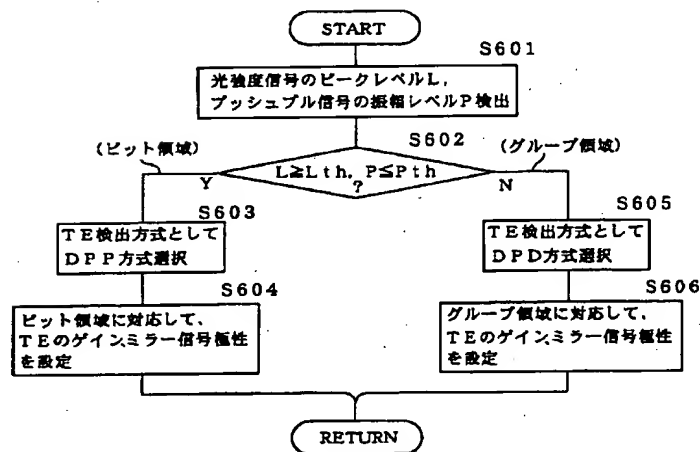 START
S601
光強度信号のピークレベルL,
プッシュプル信号の振幅レベルP検出
S602
(ピット領域)
(グルーブ領域)
L≧Lth, P≦Pth
?
Y
N
S603
TE検出方式として
DPP方式選択
S605
TE検出方式として
DPD方式選択
S604
ピット領域に対応して、
TEのゲイン、ミラー信号極性
を設定
S606
グルーブ領域に対応して、
TEのゲイン、ミラー信号極性
を設定
RETURN